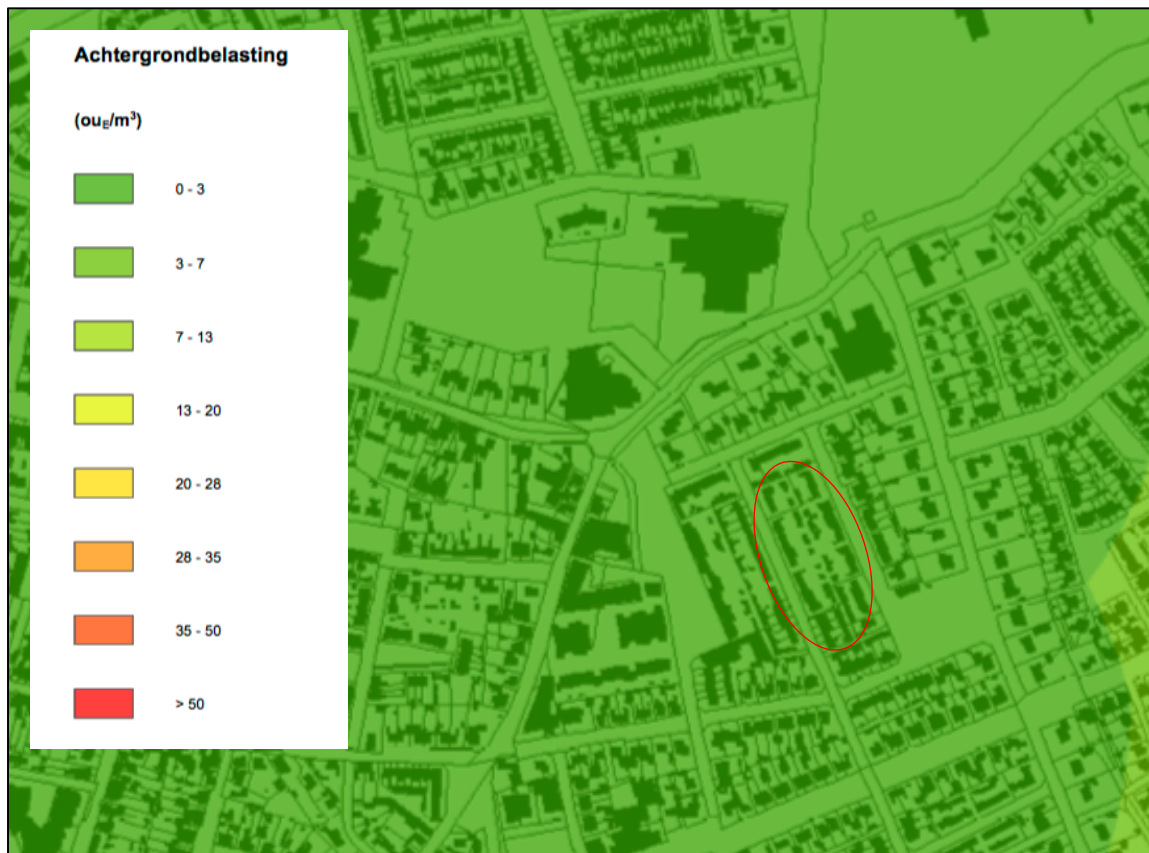 Achtergrondbelasting
(ouE/m³)
0 - 3
3 - 7
7 - 13
13 - 20
20 - 28
28 - 35
35 - 50
> 50